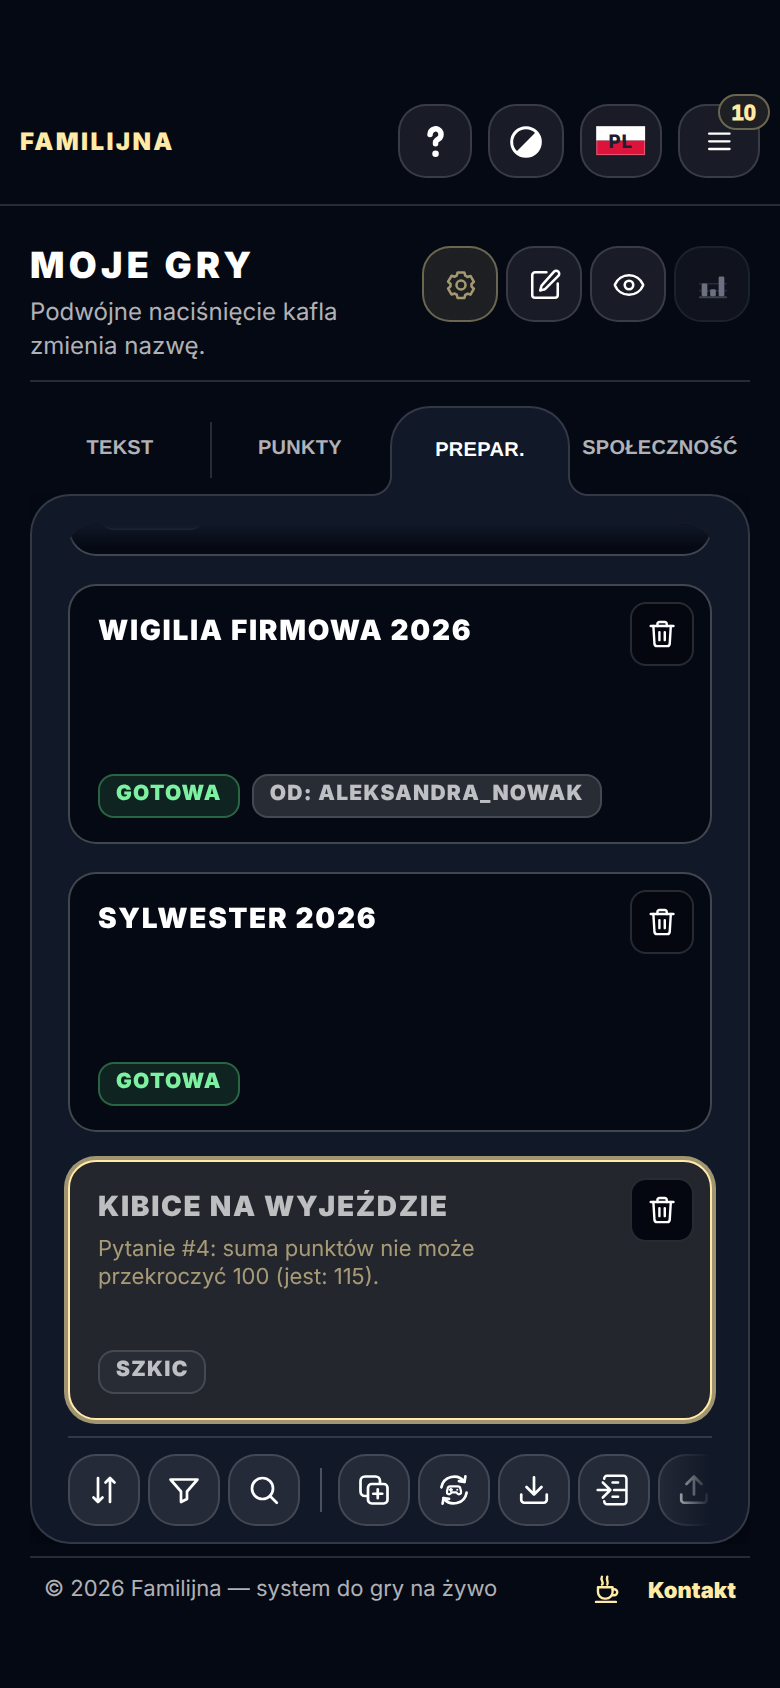 FAMILIJNA
?
PL
10
MOJE GRY
Podwójne naciśnięcie kafla
zmienia nazwę.
TEKST
PUNKTY
PREPAR.
SPOŁECZNOŚĆ
WIGILIA FIRMOWA 2026
GOTOWA
OD: ALEKSANDRA_NOWAK
SYLWESTER 2026
GOTOWA
KIBICE NA WYJEŹDZIE
Pytanie #4: suma punktów nie może
przekroczyć 100 (jest: 115).
SZKIC
© 2026 Familijna — system do gry na żywo
Kontakt